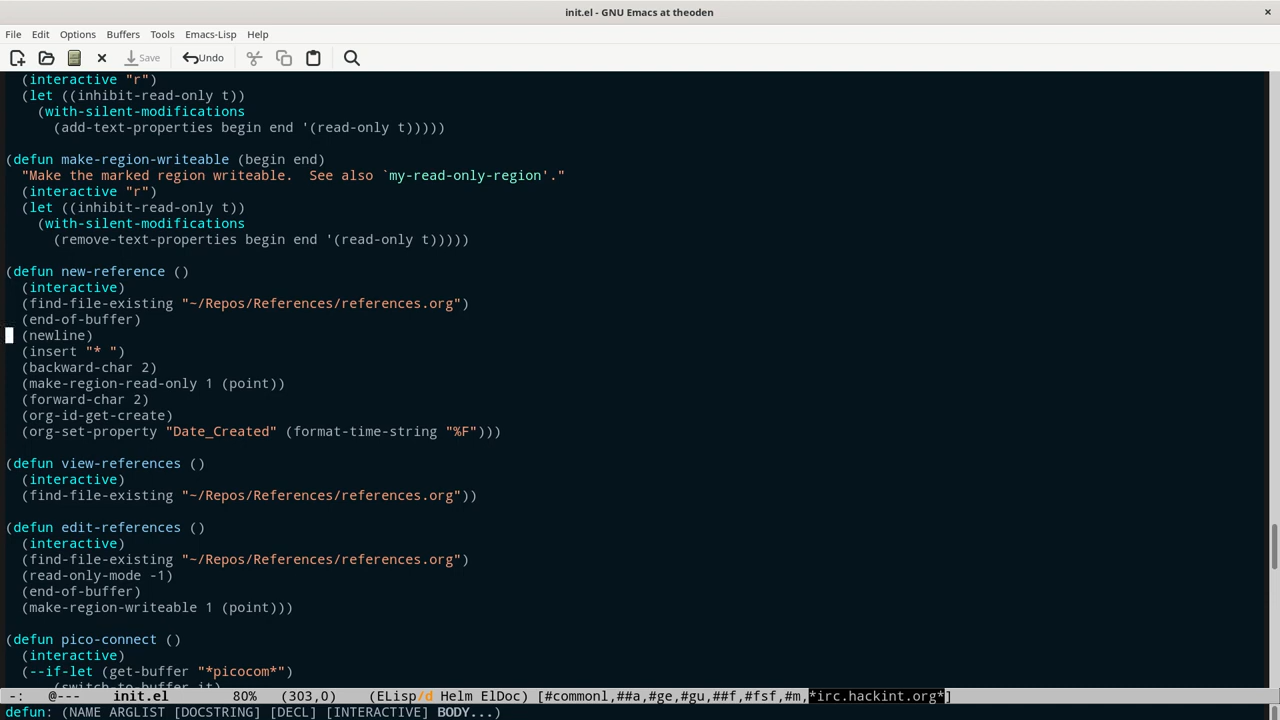 init.el - GNU Emacs at theoden
File Edit Options Buffers Tools Emacs-Lisp Help
Save Undo
(interactive "r")
(let ((inhibit-read-only t))
(with-silent-modifications
(add-text-properties begin end '(read-only t)))))
(defun make-region-writeable (begin end)
"Make the marked region writeable.  See also `my-read-only-region'."
(interactive "r")
(let ((inhibit-read-only t))
(with-silent-modifications
(remove-text-properties begin end '(read-only t)))))
(defun new-reference ()
(interactive)
(find-file-existing "~/Repos/References/references.org")
(end-of-buffer)
(newline)
(insert "* ")
(backward-char 2)
(make-region-read-only 1 (point))
(forward-char 2)
(org-id-get-create)
(org-set-property "Date_Created" (format-time-string "%F")))
(defun view-references ()
(interactive)
(find-file-existing "~/Repos/References/references.org"))
(defun edit-references ()
(interactive)
(find-file-existing "~/Repos/References/references.org")
(read-only-mode -1)
(end-of-buffer)
(make-region-writeable 1 (point)))
(defun pico-connect ()
(interactive)
(--if-let (get-buffer "*picocom*")
(switch-to-buffer it)
-:  @---  init.el  80%  (303,0)  (ELisp/d Helm ElDoc) [#commonl,##a,#ge,#gu,##f,#fsf,#m,*irc.hackint.org*]
defun: (NAME ARGLIST [DOCSTRING] [DECL] [INTERACTIVE] BODY...)